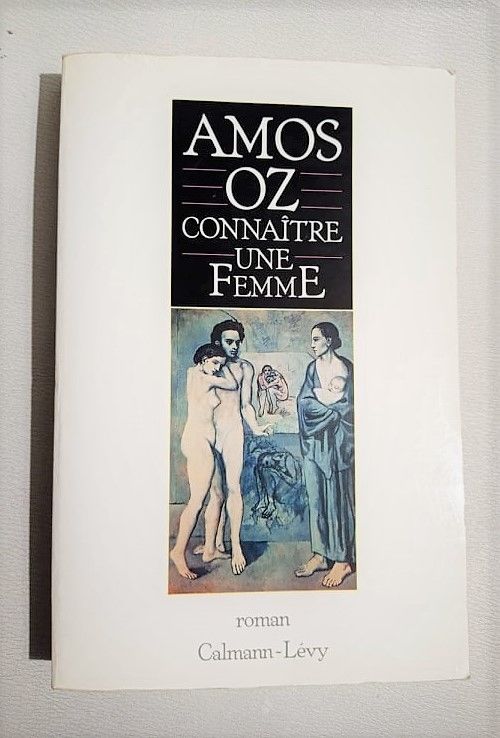 AMOS
OZ
CONNAÎTRE
UNE
FEMME
roman
Calmann-Lévy